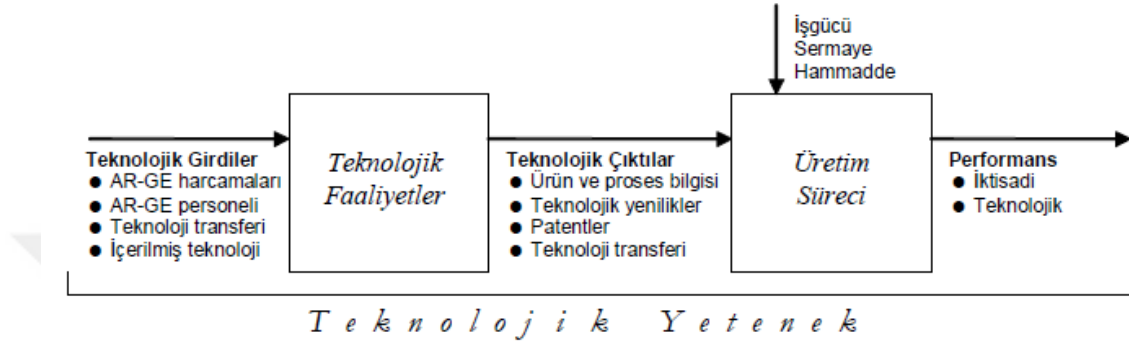 İşgücü
Sermaye
Hammadde
Teknolojik Girdiler
● AR-GE harcamaları
● AR-GE personeli
● Teknoloji transferi
● İçerilmiş teknoloji
Teknolojik
Faaliyetler
Teknolojik Çıktılar
● Ürün ve proses bilgisi
● Teknolojik yenilikler
● Patentler
● Teknoloji transferi
Üretim
Süreci
Performans
● İktisadi
● Teknolojik
Teknolojik Yetenek